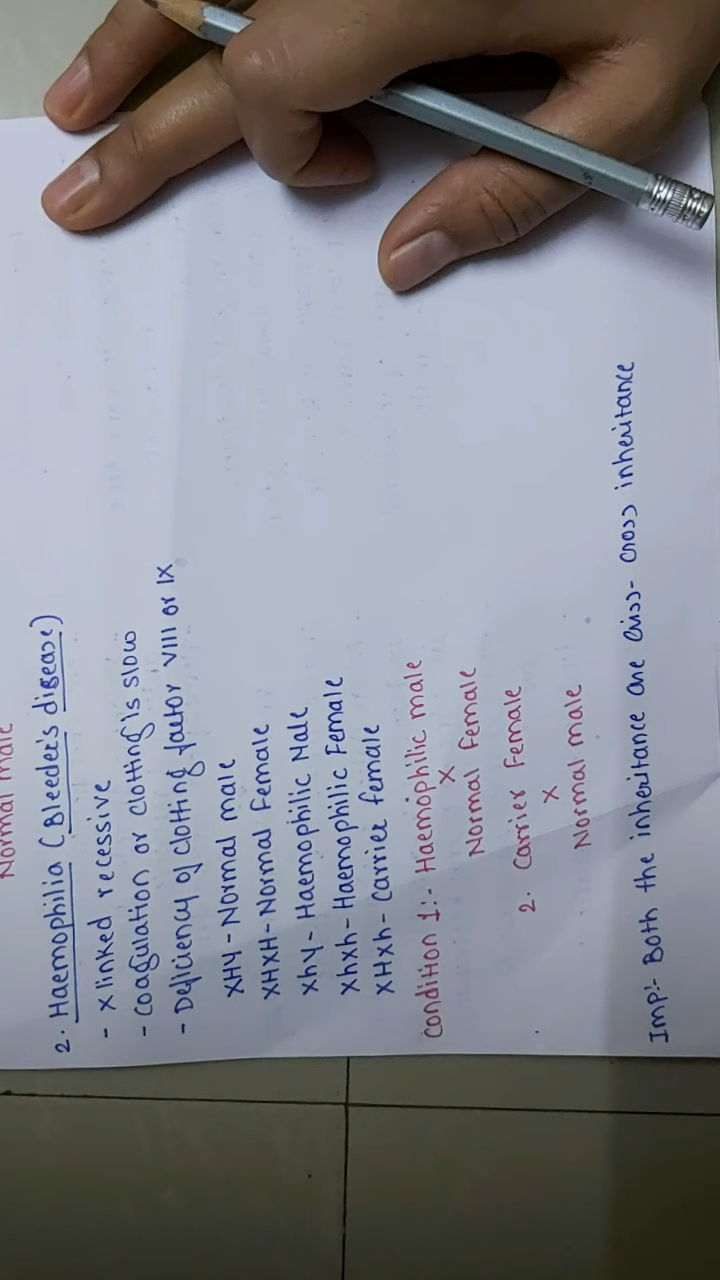 Normal male
2. Haemophilia (Bleeder's disease)
- X linked recessive
- Coagulation or clotting is slow
- Deficiency of clotting factor VIII or IX
XHY - Normal male
XHXH - Normal Female
XhY - Haemophilic Male
XhXh - Haemophilic Female
XHXh - Carrier female
Condition 1:- Haemophilic male
X
Normal Female
2. Carrier Female
X
Normal male
Imp:- Both the inheritance are Criss-Cross inheritance